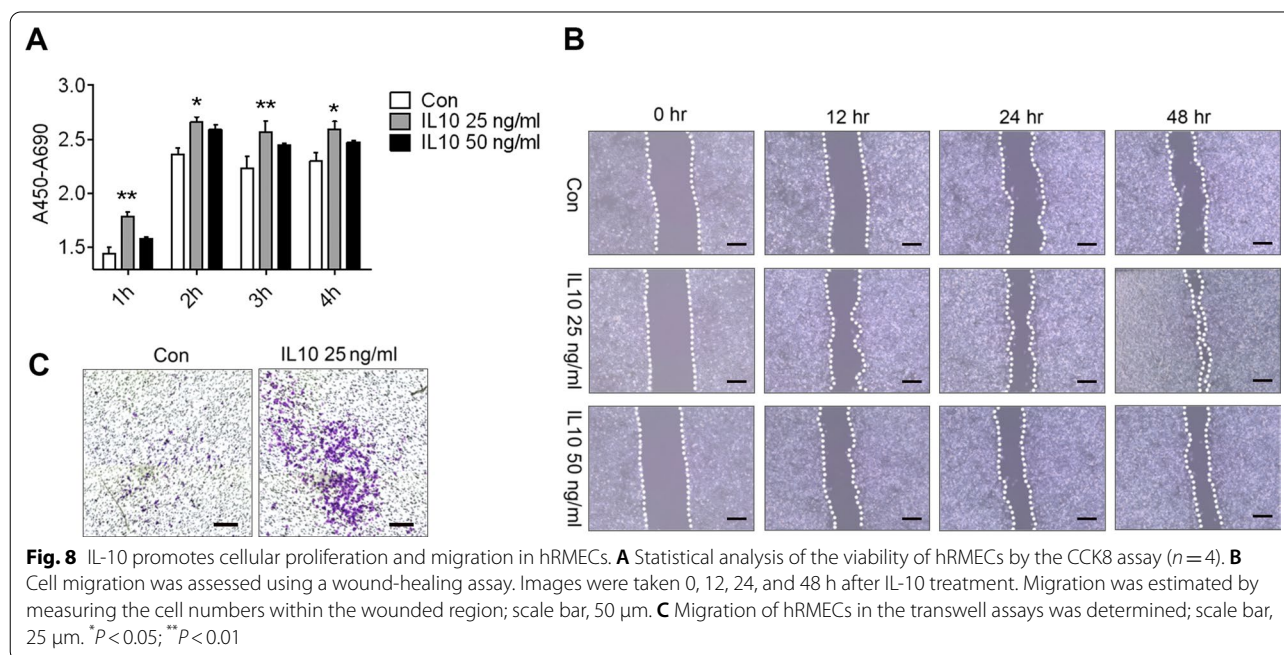 A
3.0
2.5
2.0
1.5
A450-A690
**
*
**
*
1h
2h
3h
4h
Con
IL10 25 ng/ml
IL10 50 ng/ml
B
0 hr
12 hr
24 hr
48 hr
Con
IL10 25 ng/ml
IL10 50 ng/ml
C
Con
IL10 25 ng/ml
Fig. 8 IL-10 promotes cellular proliferation and migration in hRMECs. A Statistical analysis of the viability of hRMECs by the CCK8 assay (n = 4). B
Cell migration was assessed using a wound-healing assay. Images were taken 0, 12, 24, and 48 h after IL-10 treatment. Migration was estimated by
measuring the cell numbers within the wounded region; scale bar, 50 μm. C Migration of hRMECs in the transwell assays was determined; scale bar,
25 μm. *P < 0.05; **P < 0.01